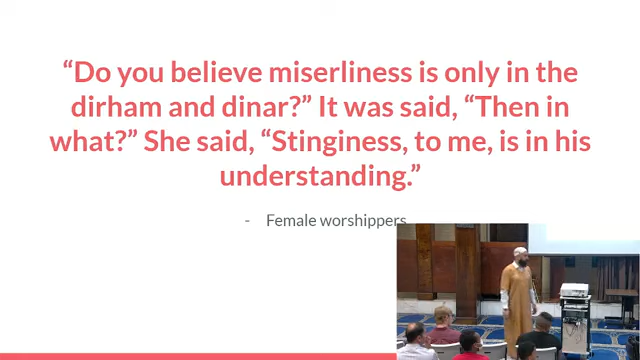 “Do you believe miserliness is only in the
dirham and dinar?” It was said, “Then in
what?” She said, “Stinginess, to me, is in his
understanding.”
- Female worshippers